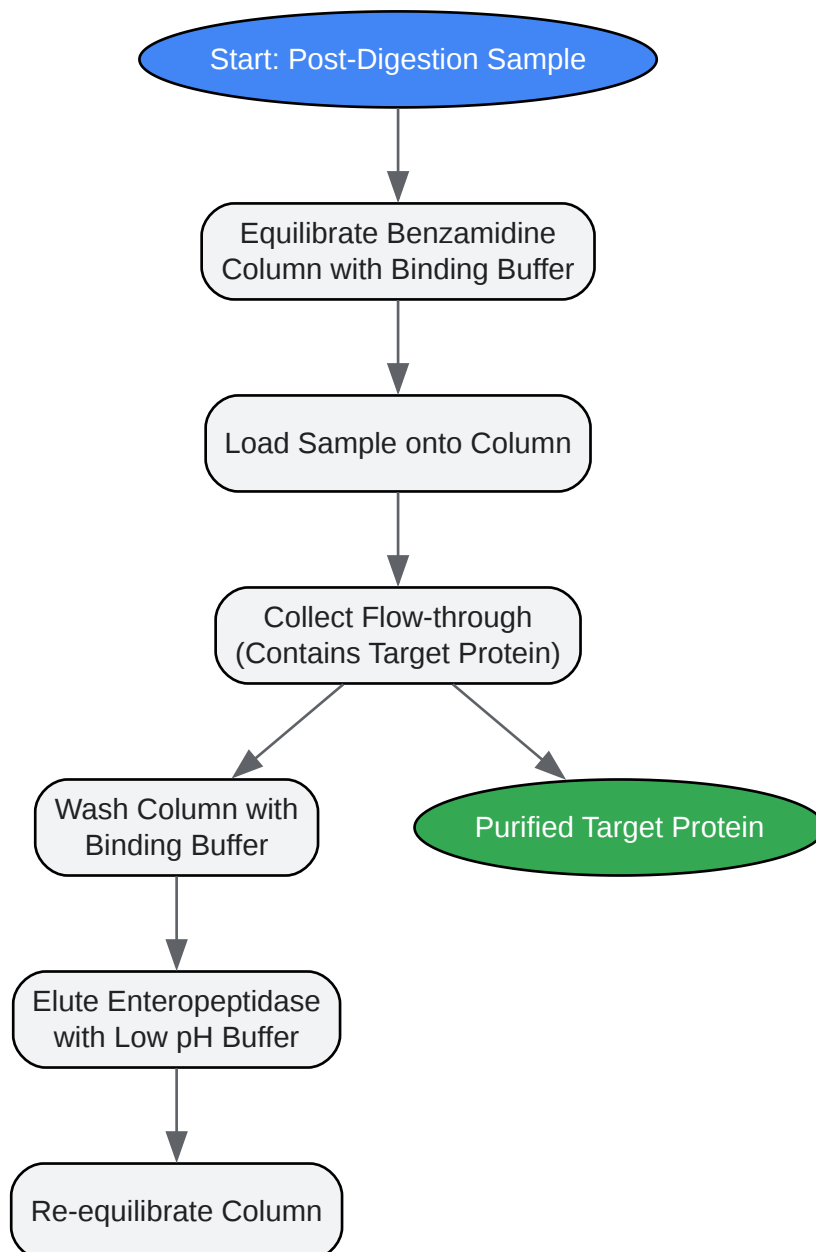 Start: Post-Digestion Sample
Equilibrate Benzamidine
Column with Binding Buffer
Load Sample onto Column
Collect Flow-through
(Contains Target Protein)
Wash Column with
Binding Buffer
Purified Target Protein
Elute Enteropeptidase
with Low pH Buffer
Re-equilibrate Column